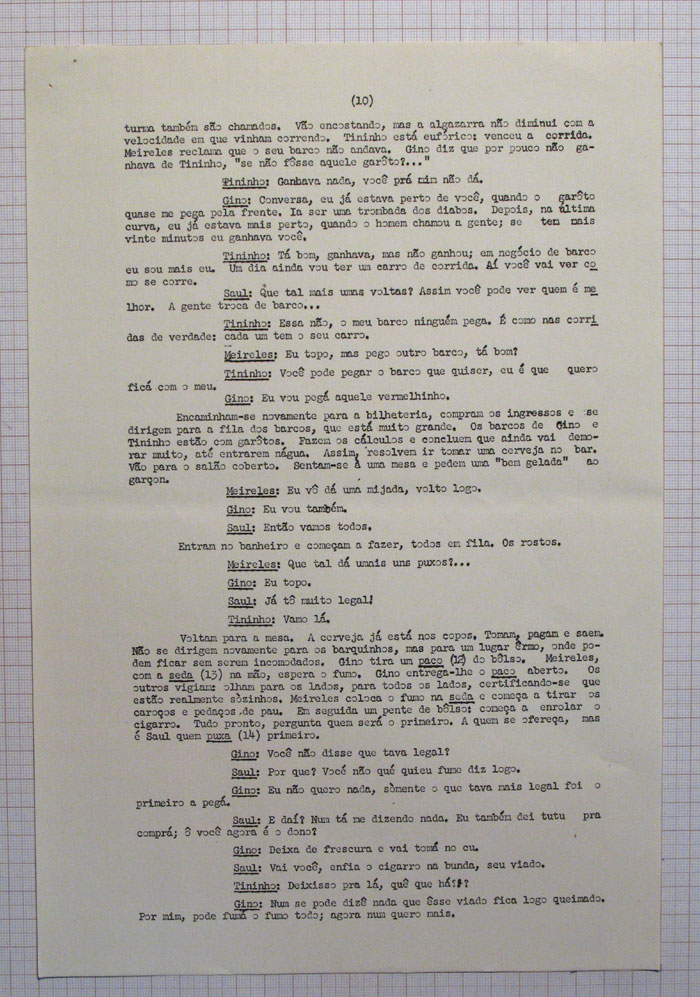 (10)
turma também são chamados. Vão encostando, mas a algazarra não diminui com a
velocidade em que vinham correndo. Tininho está eufórico: venceu a corrida.
Meireles reclama que o seu barco não andava. Gino diz que por pouco não ga-
nhava de Tininho, "se não fôsse aquele garôto?..."
Tininho: Ganhava nada, você prá mim não dá.
Gino: Conversa, eu já estava perto de você, quando o garôto
quase me pega pela frente. Ia ser uma trombada dos diabos. Depois, na última
curva, eu já estava mais perto, quando o homem chamou a gente; se tem mais
vinte minutos eu ganhava você.
Tininho: Tá bom, ganhava, mas não ganhou; em negócio de barco
eu sou mais eu. Um dia ainda vou ter um carro de corrida. Aí você vai ver co
mo se corre.
Saul: Que tal mais umas voltas? Assim você pode ver quem é me
lhor. A gente troca de barco...
Tininho: Essa não, o meu barco ninguém pega. É como nas corri
das de verdade: cada um tem o seu carro.
Meireles: Eu topo, mas pego outro barco, tá bom?
Tininho: Você pode pegar o barco que quiser, eu é que quero
ficá com o meu.
Gino: Eu vou pegá aquele vermelhinho.
Encaminham-se novamente para a bilheteria, compram os ingressos e se
dirigem para a fila dos barcos, que está muito grande. Os barcos de Gino e
Tininho estão com garôtos. Fazem os cálculos e concluem que ainda vai demo-
rar muito, até entrarem nágua. Assim, resolvem ir tomar uma cerveja no bar.
Vão para o salão coberto. Sentam-se à uma mesa e pedem uma "bem gelada" ao
garçon.
Meireles: Eu vô dá uma mijada, volto logo.
Gino: Eu vou também.
Saul: Então vamos todos.
Entram no banheiro e começam a fazer, todos em fila. Os rostos.
Meireles: Que tal dá umais uns puxos?...
Gino: Eu topo.
Saul: Já tô muito legal!
Tininho: Vamo lá.
Voltam para a mesa. A cerveja já está nos copos. Tomam, pagam e saem.
Não se dirigem novamente para os barquinhos, mas para um lugar êrmo, onde po-
dem ficar sem serem incomodados. Gino tira um paco (12) do bôlso. Meireles,
com a seda (13) na mão, espera o fumo. Gino entrega-lhe o paco aberto. Os
outros vigiam: olham para os lados, para todos os lados, certificando-se que
estão realmente sòzinhos. Meireles coloca o fumo na seda e começa a tirar os
caroços e pedaços de pau. Em seguida um pente de bôlso: começa a enrolar o
cigarro. Tudo pronto, pergunta quem será o primeiro. A quem se ofereça, mas
é Saul quem puxa (14) primeiro.
Gino: Você não disse que tava legal?
Saul: Por que? Você não qué quieu fume diz logo.
Gino: Eu não quero nada, sòmente o que tava mais legal foi o
primeiro a pegá.
Saul: E daí? Num tá me dizendo nada. Eu também dei tutu pra
comprá; ô você agora é o dono?
Gino: Deixa de frescura e vai tomá no cu.
Saul: Vai você, enfia o cigarro na bunda, seu viado.
Tininho: Deixisso pra lá, quê que há?
Gino: Num se pode dizê nada que êsse viado fica logo queimado.
Por mim, pode fumá o fumo todo; agora num quero mais.